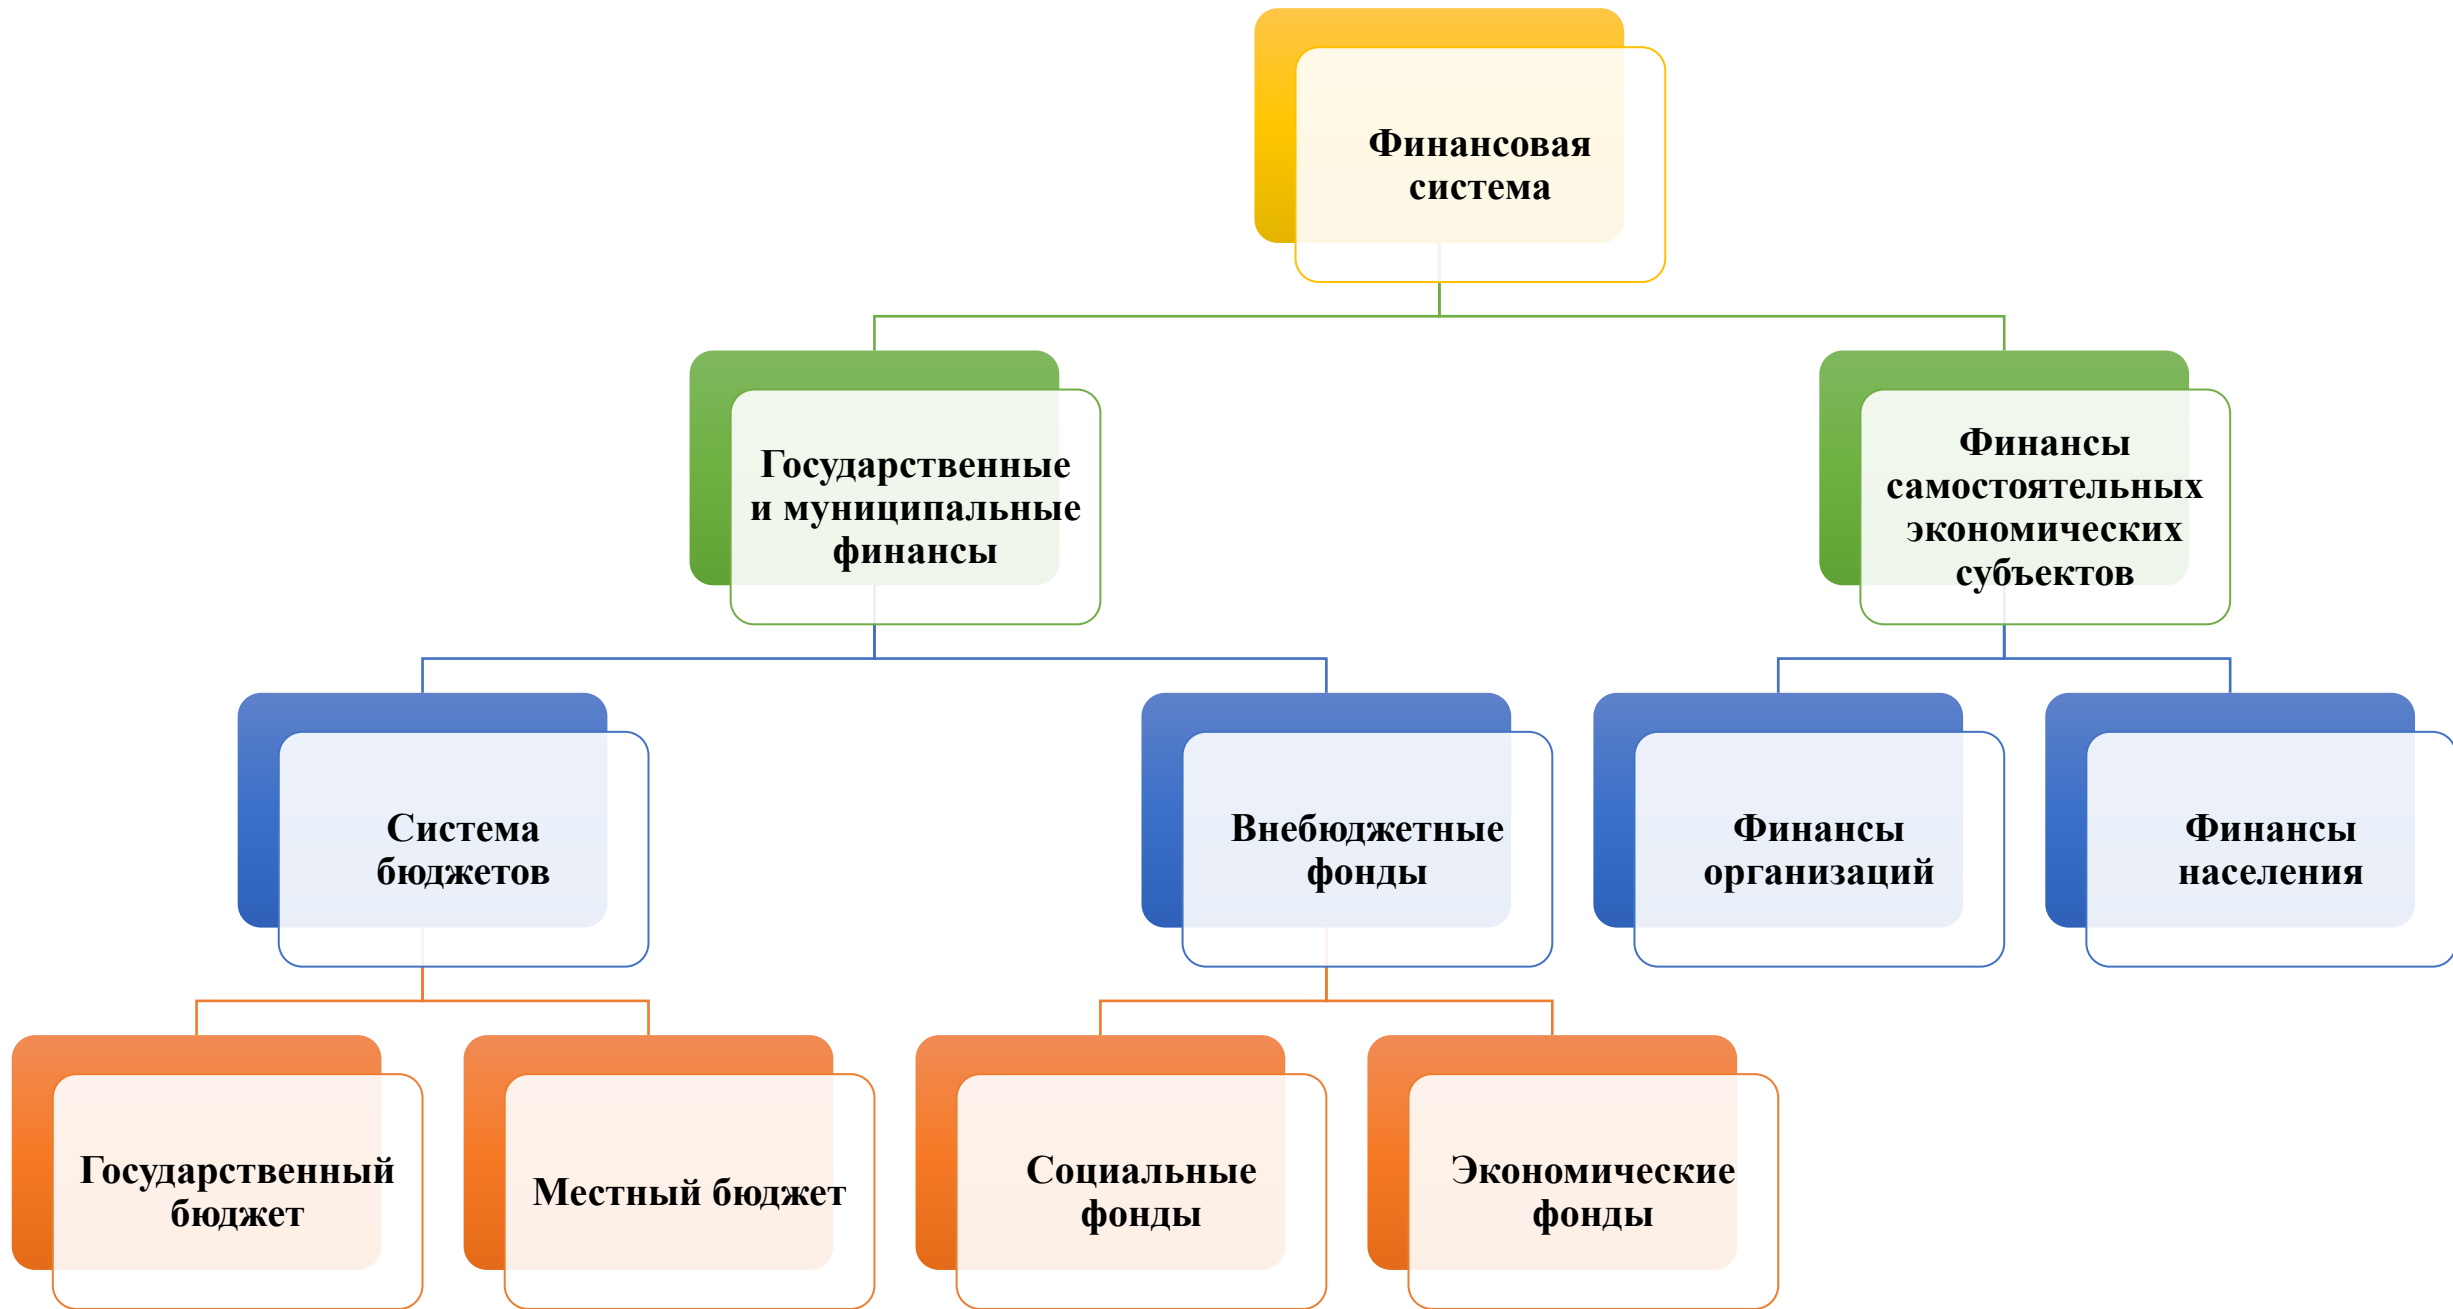 Финансовая
система
Государственные
и муниципальные
финансы
Финансы
самостоятельных
экономических
субъектов
Система
бюджетов
Внебюджетные
фонды
Финансы
организаций
Финансы
населения
Государственный
бюджет
Местный бюджет
Социальные
фонды
Экономические
фонды